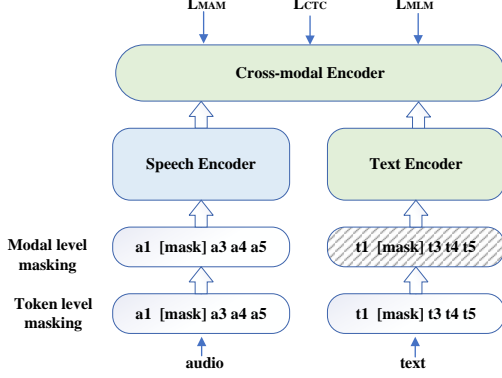 LMAM LCTC LMLM
Cross-modal Encoder
Speech Encoder Text Encoder
Modal level masking
a1 [mask] a3 a4 a5 t1 [mask] t3 t4 t5
Token level masking
a1 [mask] a3 a4 a5 t1 [mask] t3 t4 t5
audio text